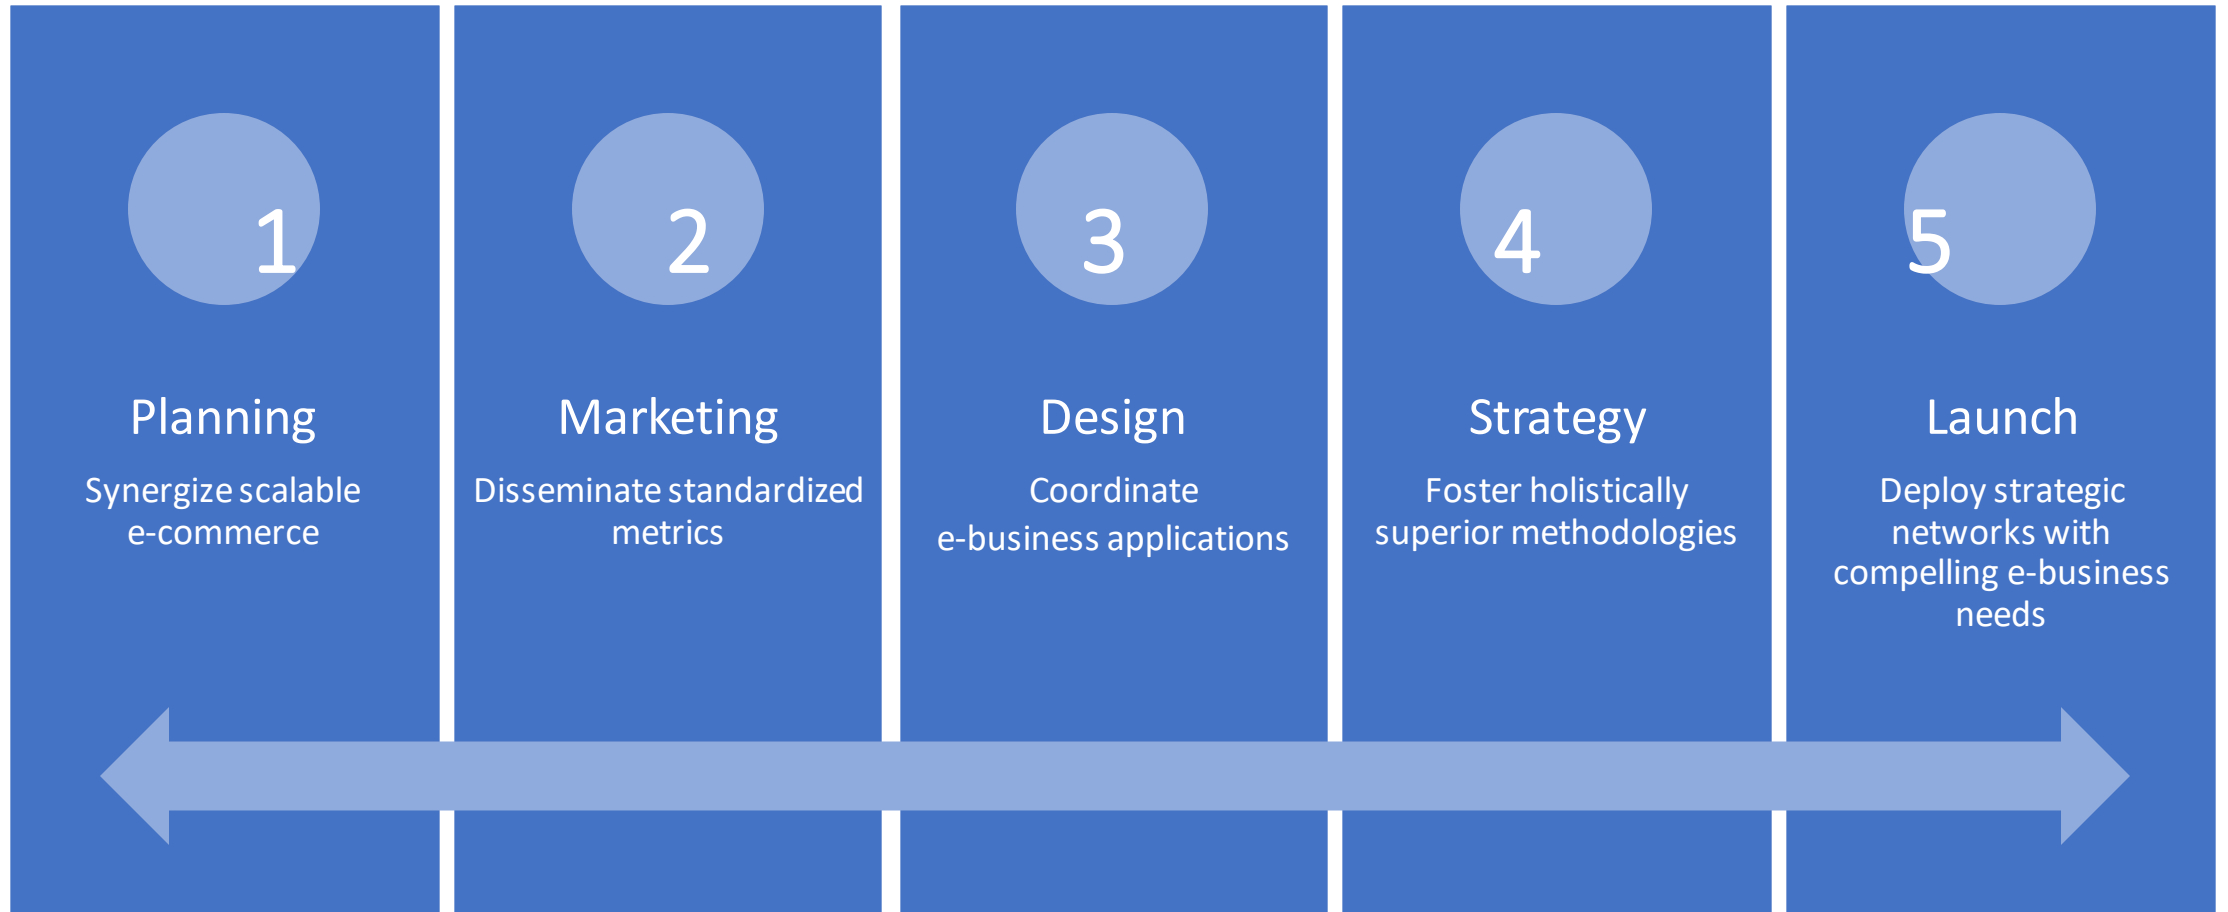 1
Planning
Synergize scalable
e-commerce
2
Marketing
Disseminate standardized
metrics
3
Design
Coordinate
e-business applications
4
Strategy
Foster holistically
superior methodologies
5
Launch
Deploy strategic
networks with
compelling e-business
needs